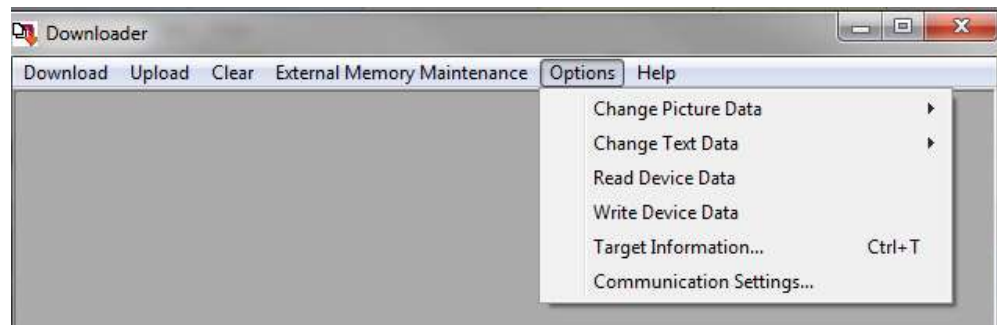 Downloader
Download Upload Clear External Memory Maintenance Options Help
Change Picture Data
Change Text Data
Read Device Data
Write Device Data
Target Information... Ctrl+T
Communication Settings...